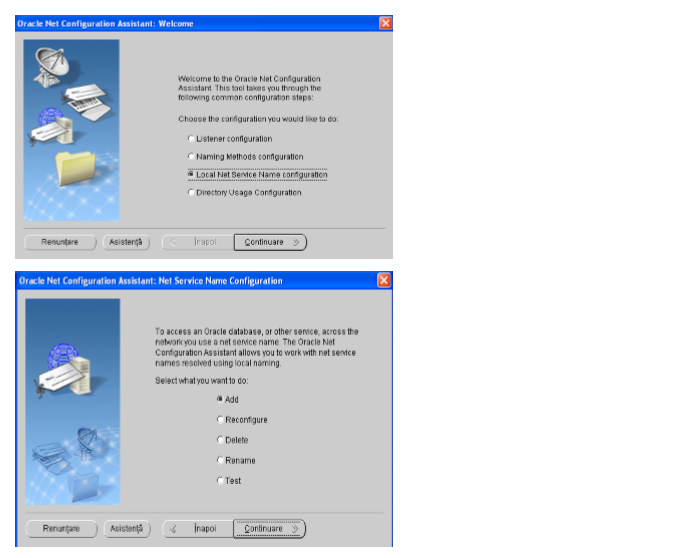 Oracle Net Configuration Assistant: Welcome
Welcome to the Oracle Net Configuration
Assistant. This tool takes you through the
following common configuration steps:
Choose the configuration you would like to do:
Listener configuration
Naming Methods configuration
Local Net Service Name configuration
Directory Usage Configuration
Renunţare
Asistenţă
Înapoi
Continuare
Oracle Net Configuration Assistant: Net Service Name Configuration
To access an Oracle database, or other service, across the
network you use a net service name. The Oracle Net
Configuration Assistant allows you to work with net service
names resolved using local naming.
Select what you want to do:
Add
Reconfigure
Delete
Rename
Test
Renunţare
Asistenţă
Înapoi
Continuare